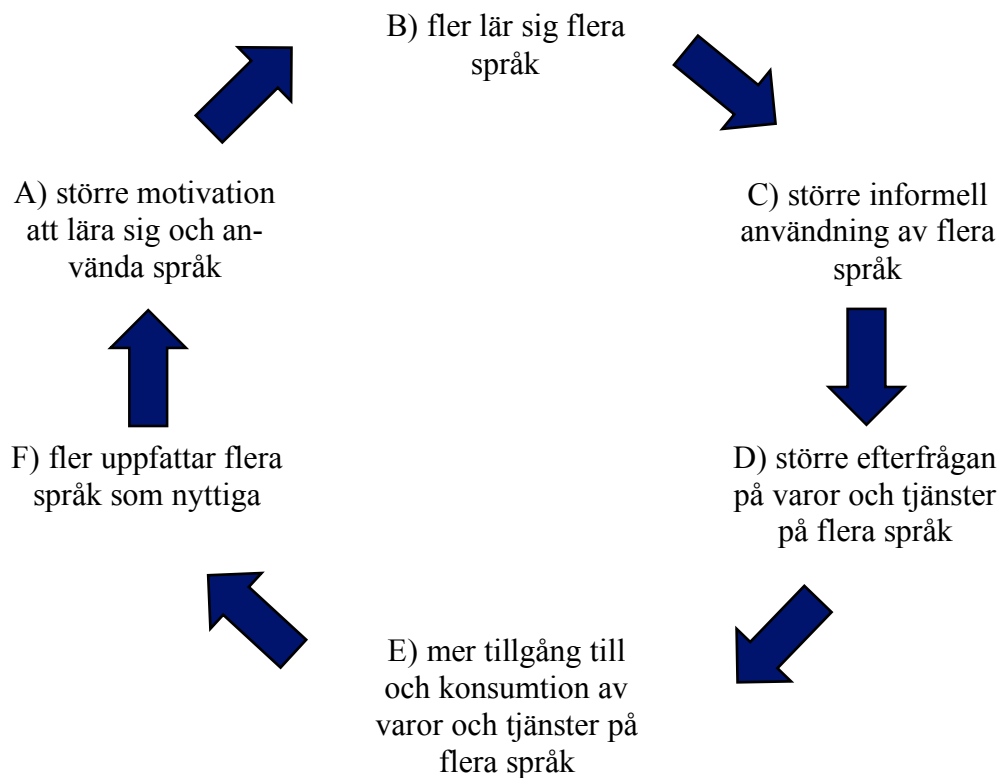 B) fler lär sig flera
språk
A) större motivation
att lära sig och an-
vända språk
C) större informell
användning av flera
språk
F) fler uppfattar flera
språk som nyttiga
D) större efterfrågan
på varor och tjänster
på flera språk
E) mer tillgång till
och konsumtion av
varor och tjänster på
flera språk